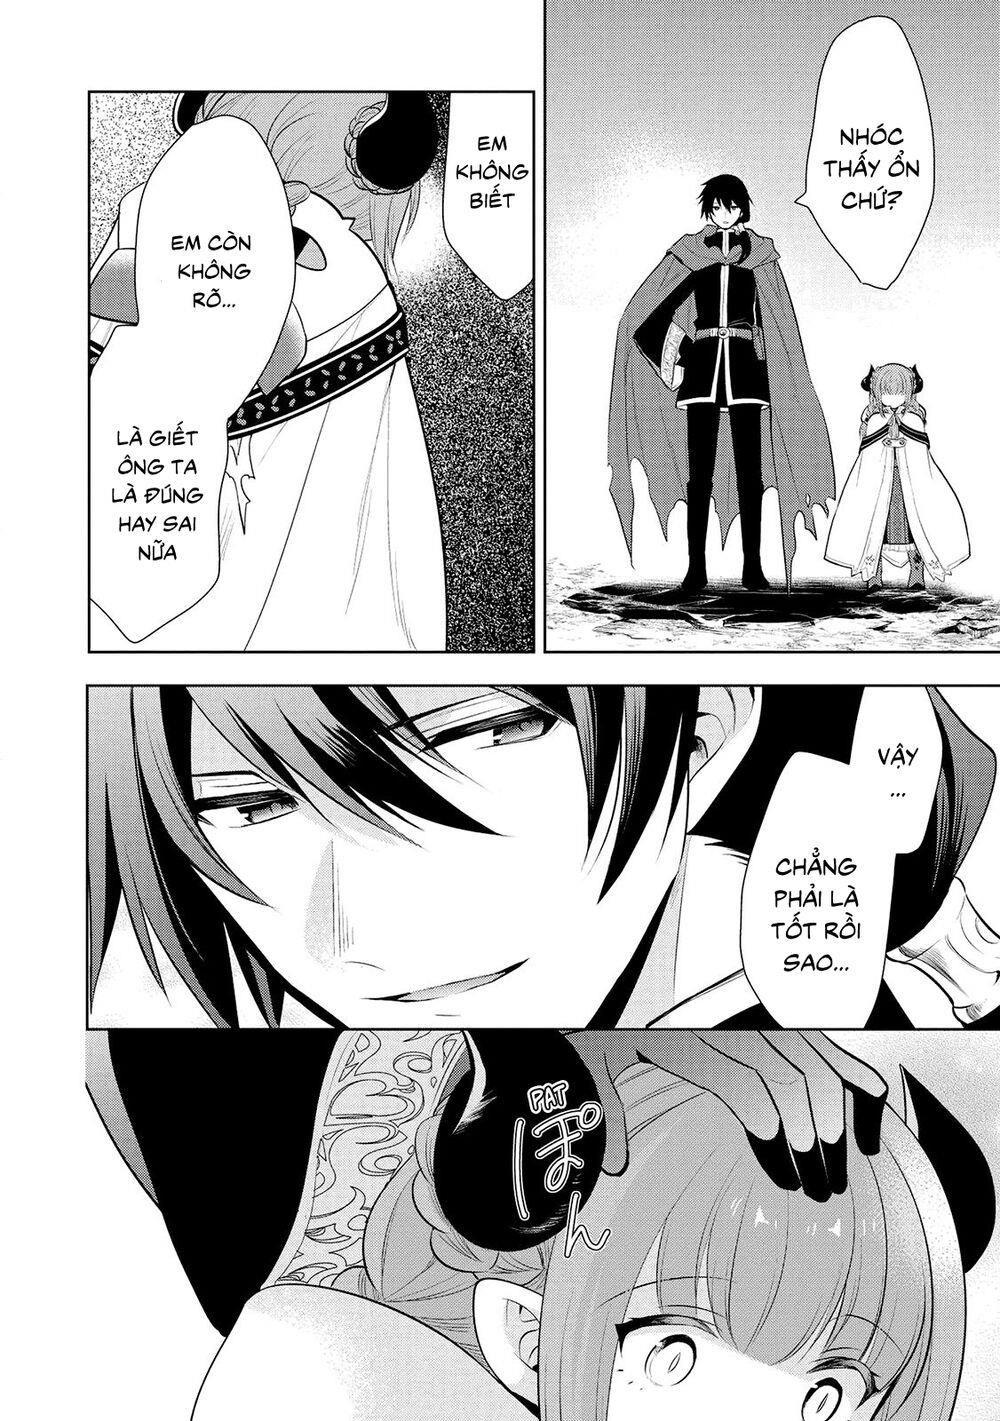 NHÓC
THẤY ỔN
CHỨ?
EM
KHÔNG
BIẾT
EM CÒN
KHÔNG
RÕ...
LÀ GIẾT
ÔNG TA
LÀ ĐÚNG
HAY SAI
NỮA
VẬY
...
CHẲNG
PHẢI LÀ
TỐT RỒI
SAO...
PAT
ぽん
PAT